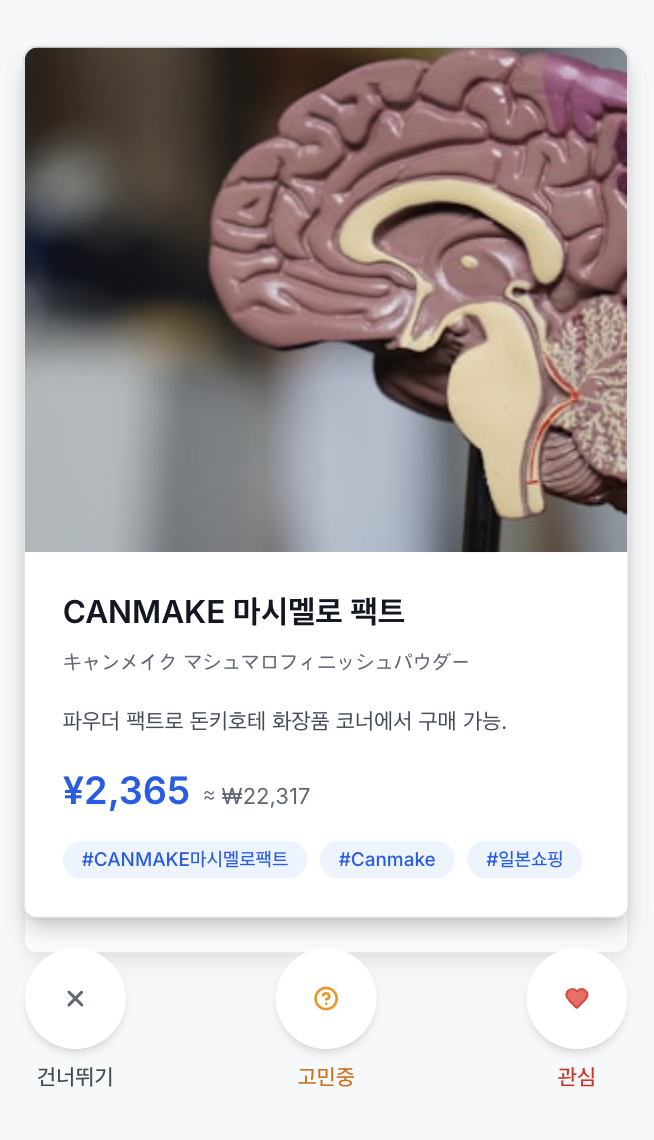 CANMAKE 마시멜로 팩트
キャンメイク マシュマロフィニッシュパウダー
파우더 팩트로 돈키호테 화장품 코너에서 구매 가능.
¥2,365 ≈ ₩22,317
#CANMAKE마시멜로팩트 #Canmake #일본쇼핑
건너뛰기 고민중 관심